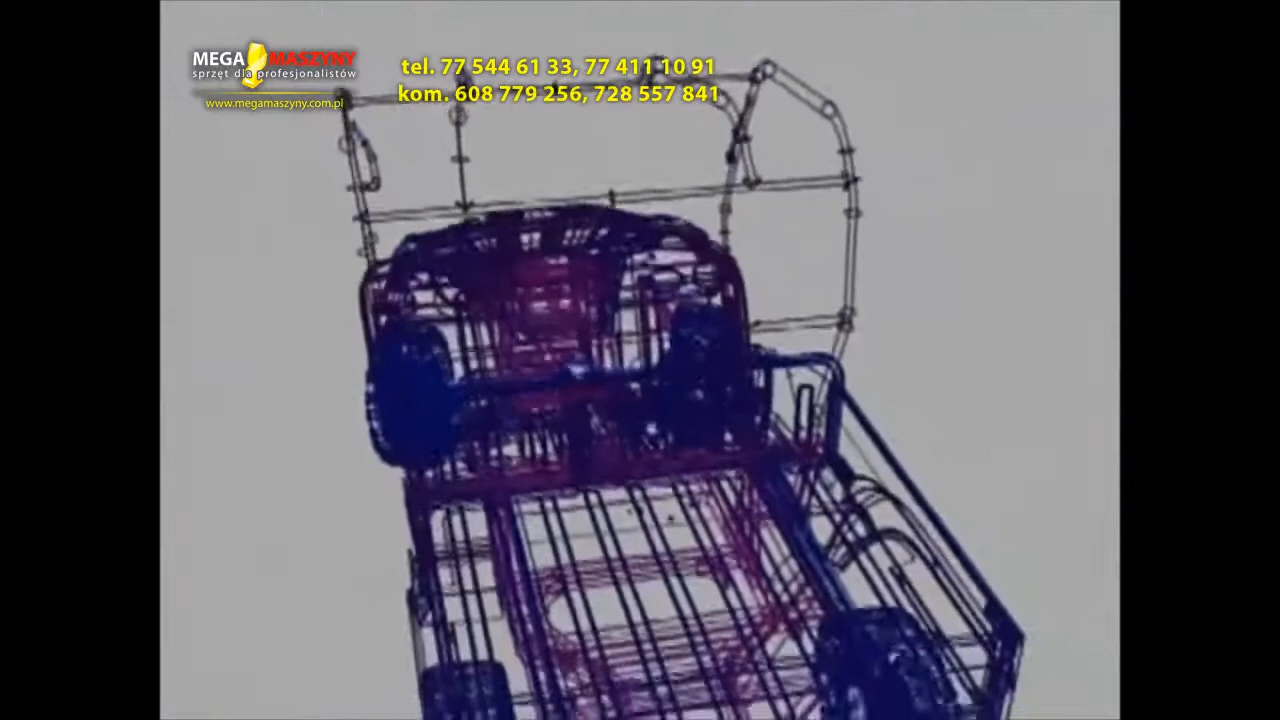 MEGA MASZYNY
sprzęt dla profesjonalistów
www.megamaszyny.com.pl
tel. 77 544 61 33, 77 411 10 91
kom. 608 779 256, 728 557 841